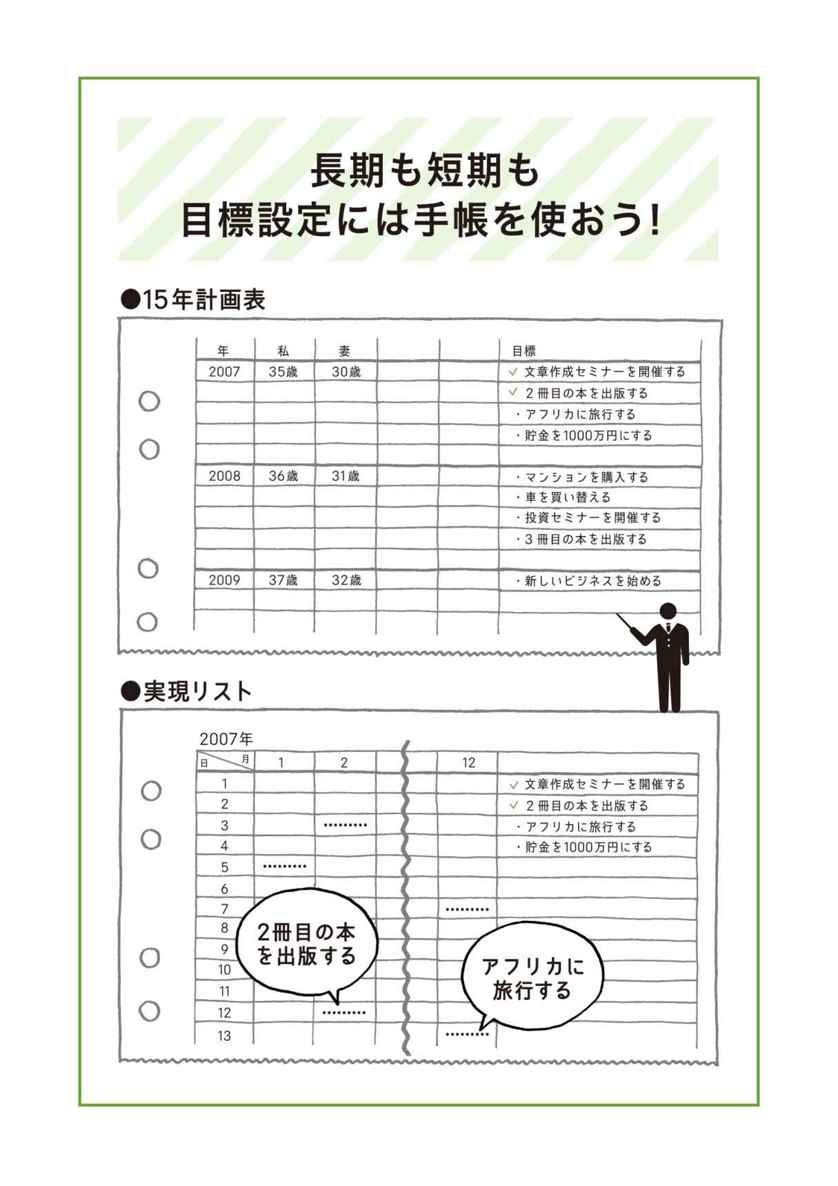 長期も短期も
目標設定には手帳を使おう!
●15年計画表
年 私 妻 目標
2007 35歳 30歳 ✓ 文章作成セミナーを開催する
✓ 2冊目の本を出版する
・アフリカに旅行する
・貯金を1000万円にする
2008 36歳 31歳 ・マンションを購入する
・車を買い替える
・投資セミナーを開催する
・3冊目の本を出版する
2009 37歳 32歳 ・新しいビジネスを始める
●実現リスト
2007年
日 月 1 2 12
1 ✓ 文章作成セミナーを開催する
2 ✓ 2冊目の本を出版する
3 ・・・・・・・・・ ・アフリカに旅行する
4 ・貯金を1000万円にする
5 ・・・・・・・・・
6
7 ・・・・・・・・・
8
9
10
11
12 ・・・・・・・・・
13 ・・・・・・・・・
2冊目の本
を出版する
アフリカに
旅行する